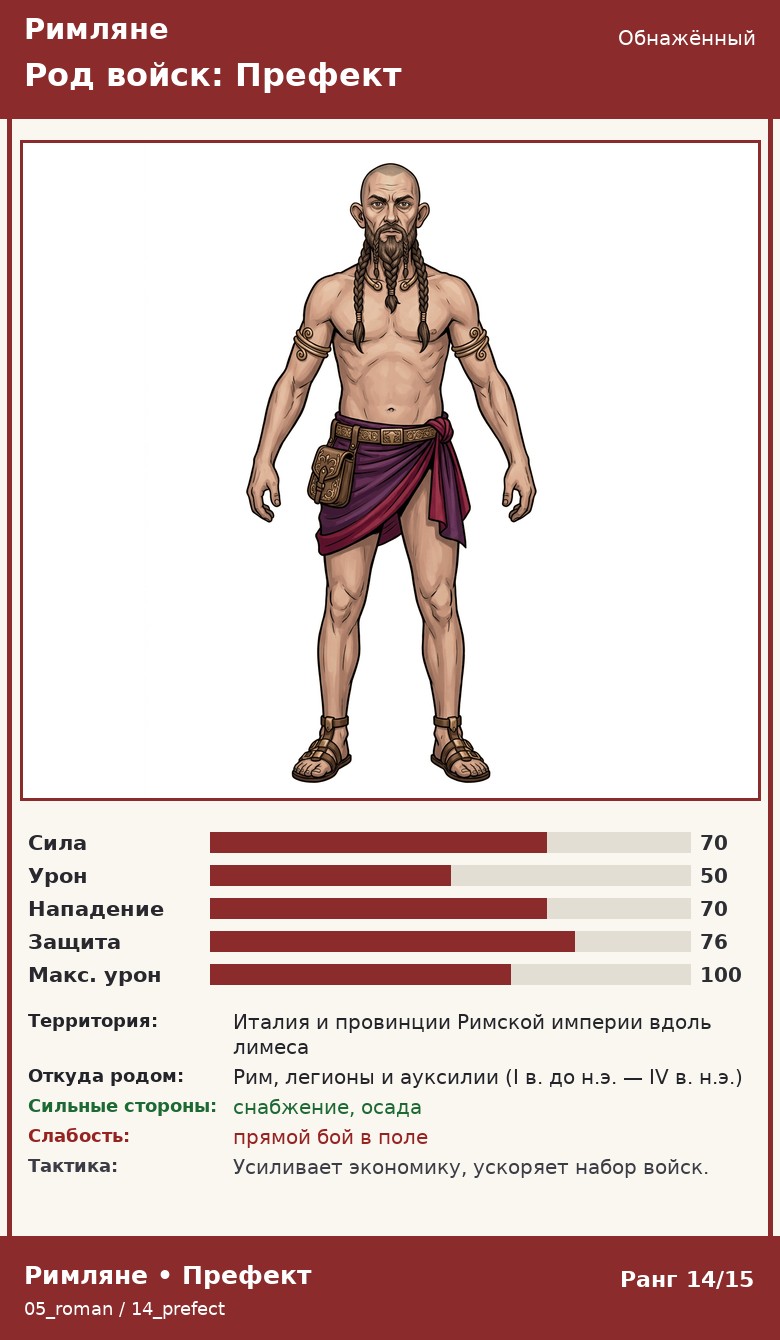 Римляне
Обнажённый
Род войск: Префект
Сила 70
Урон 50
Нападение 70
Защита 76
Макс. урон 100
Территория: Италия и провинции Римской империи вдоль
лимеса
Откуда родом: Рим, легионы и ауксилии (I в. до н.э. — IV в. н.э.)
Сильные стороны: снабжение, осада
Слабость: прямой бой в поле
Тактика: Усиливает экономику, ускоряет набор войск.
Римляне • Префект
Ранг 14/15
05_roman / 14_prefect